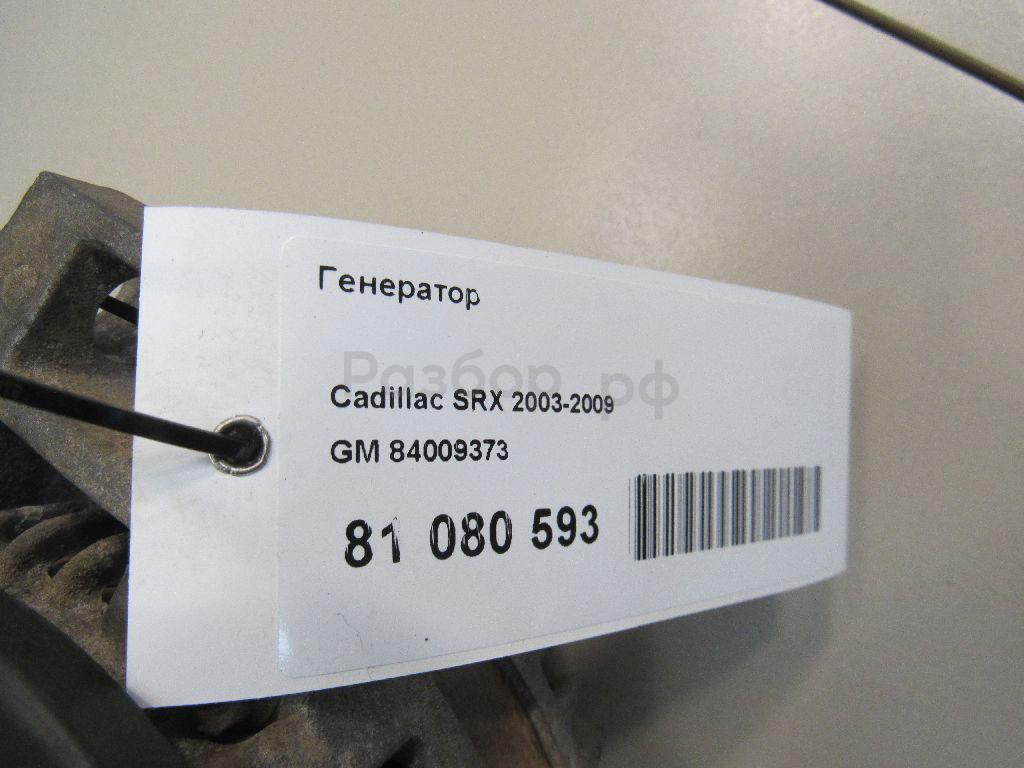 Генератор
Разбор.рф
Cadillac SRX 2003-2009
GM 84009373
81 080 593